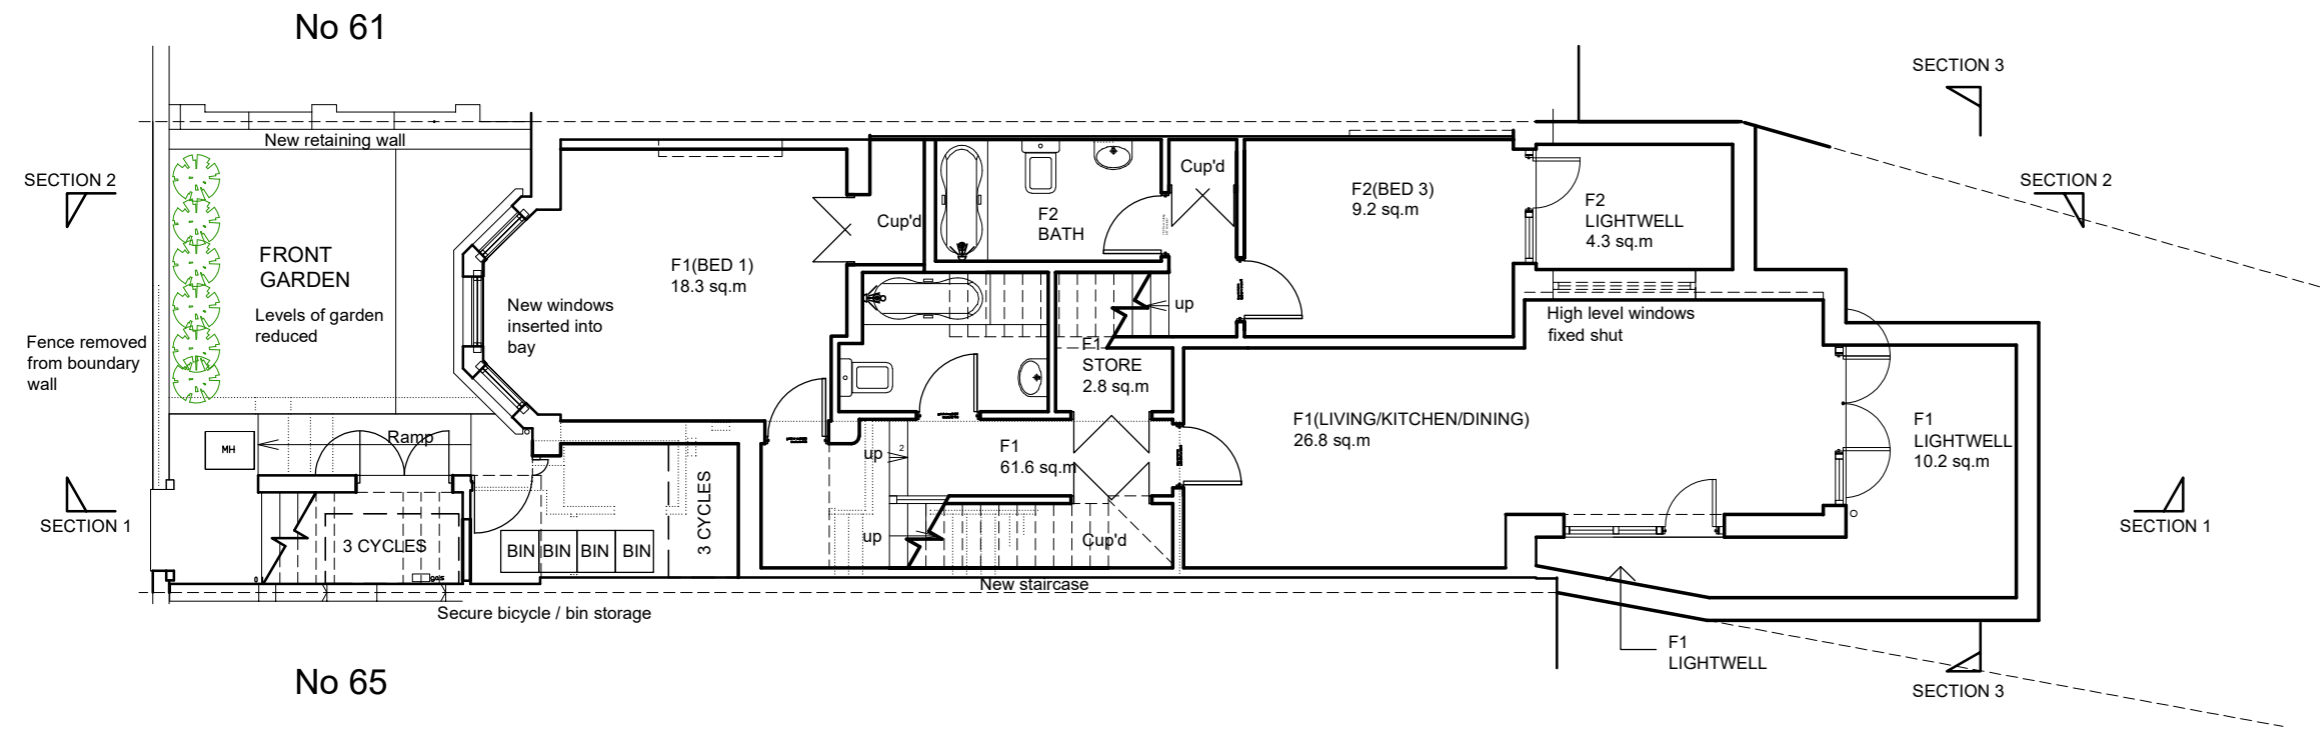 No 61
SECTION 3
New retaining wall
SECTION 2
Cup'd
F2(BED 3)
9.2 sq.m
SECTION 2
F2
LIGHTWELL
4.3 sq.m
F2
BATH
Cup'd
FRONT
GARDEN
Levels of garden
reduced
F1(BED 1)
18.3 sq.m
New windows
inserted into
bay
up
High level windows
fixed shut
Fence removed
from boundary
wall
F1
STORE
2.8 sq.m
F1(LIVING/KITCHEN/DINING)
26.8 sq.m
F1
LIGHTWELL
10.2 sq.m
Ramp
MH
up
2
F1
61.6 sq.m
3 CYCLES
SECTION 1
SECTION 1
3 CYCLES
BIN BIN BIN BIN
up
Cup'd
gas
New staircase
Secure bicycle / bin storage
F1
LIGHTWELL
No 65
SECTION 3